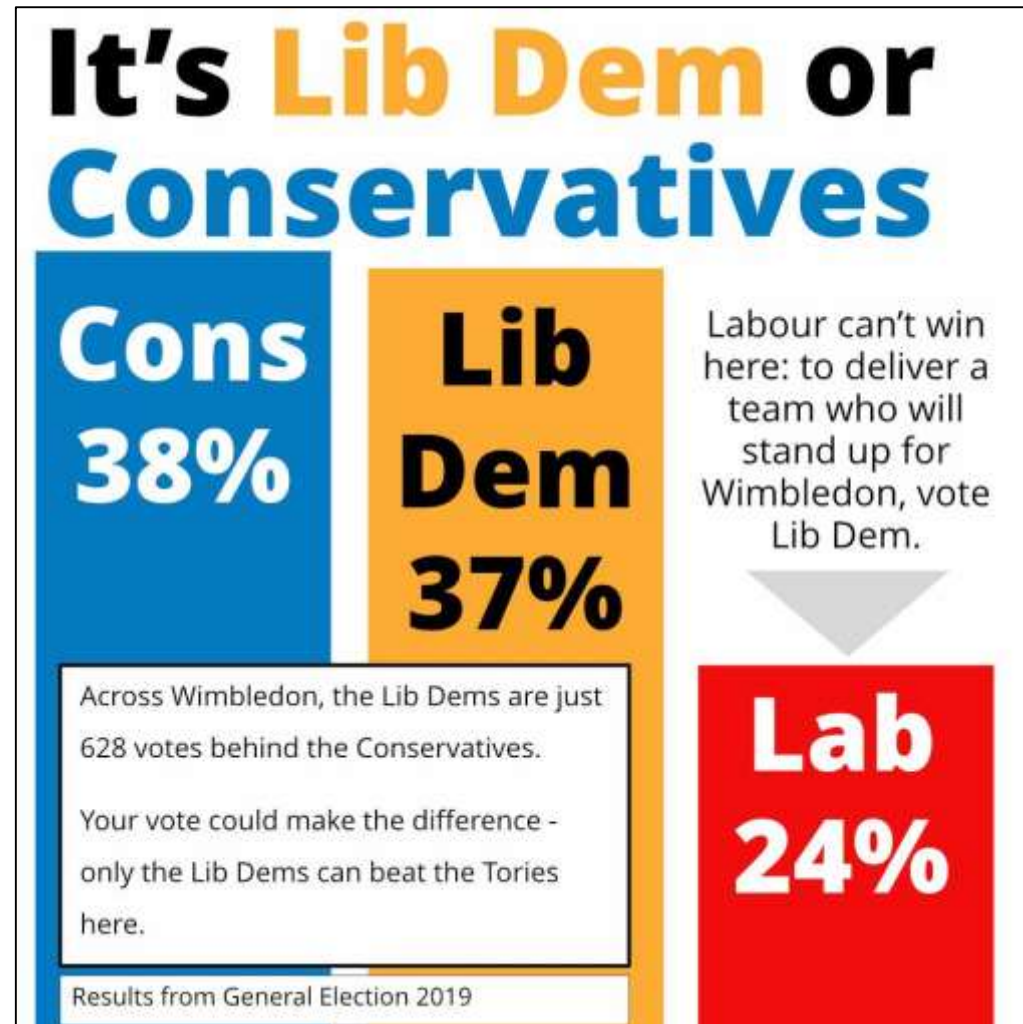 It's Lib Dem or
Conservatives
Cons
38%
Lib
Dem
37%
Labour can't win
here: to deliver a
team who will
stand up for
Wimbledon, vote
Lib Dem.
Across Wimbledon, the Lib Dems are just
628 votes behind the Conservatives.
Your vote could make the difference -
only the Lib Dems can beat the Tories
here.
Lab
24%
Results from General Election 2019